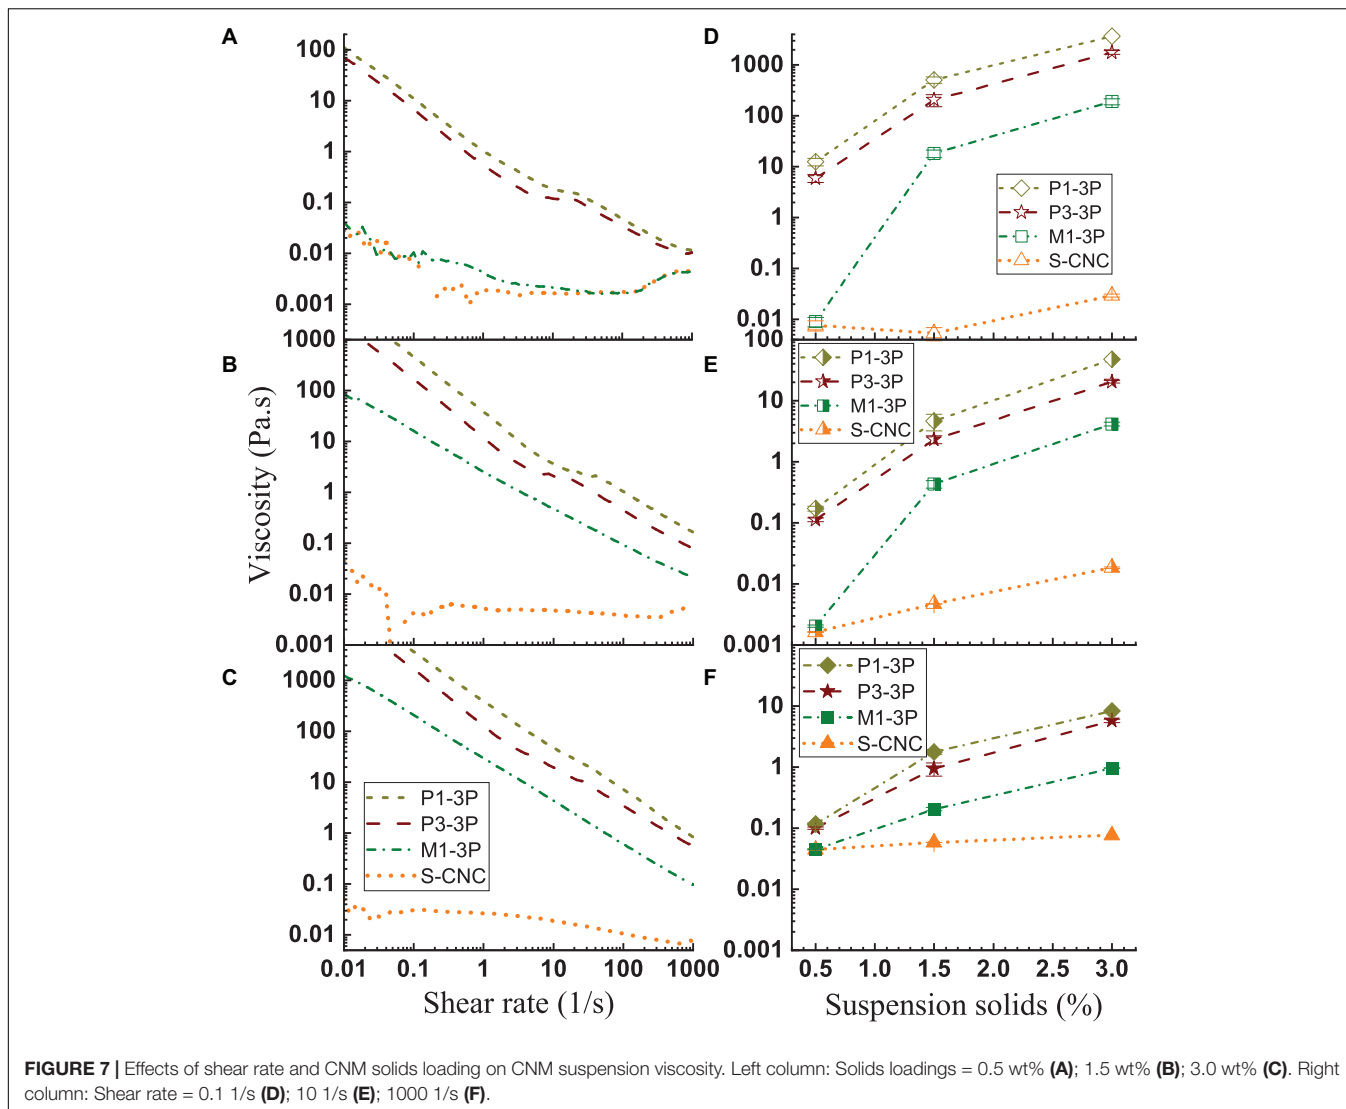 A
100
10
1
0.1
0.01
0.001
1000
B
100
10
1
0.1
0.01
0.001
C
1000
100
10
1
0.1
0.01
P1-3P
P3-3P
M1-3P
S-CNC
0.01 0.1 1 10 100 1000
Shear rate (1/s)
Viscosity (Pa.s)
D
1000
100
10
1
0.1
0.01
P1-3P
P3-3P
M1-3P
S-CNC
100
E
10
1
0.1
0.01
0.001
P1-3P
P3-3P
M1-3P
S-CNC
F
10
1
0.1
0.01
0.001
P1-3P
P3-3P
M1-3P
S-CNC
0.5 1.0 1.5 2.0 2.5 3.0
Suspension solids (%)
FIGURE 7 | Effects of shear rate and CNM solids loading on CNM suspension viscosity. Left column: Solids loadings = 0.5 wt% (A); 1.5 wt% (B); 3.0 wt% (C). Right
column: Shear rate = 0.1 1/s (D); 10 1/s (E); 1000 1/s (F).